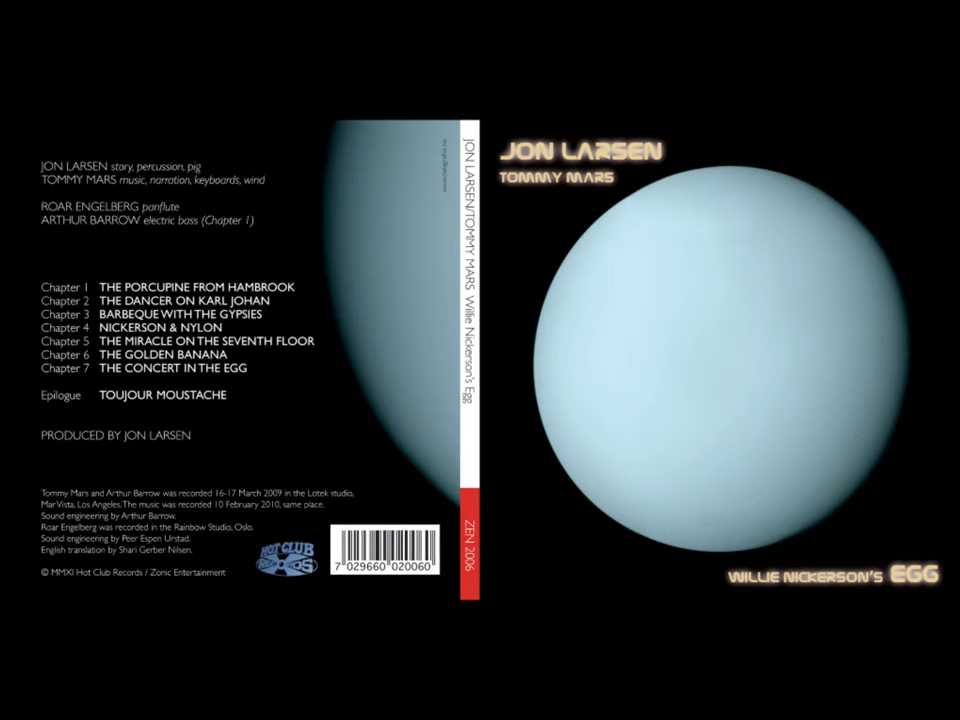 JON LARSEN story, percussion, pig
TOMMY MARS music, narration, keyboards, wind
ROAR ENGELBERG panflute
ARTHUR BARROW electric bass (Chapter 1)
Chapter 1 THE PORCUPINE FROM HAMBROOK
Chapter 2 THE DANCER ON KARL JOHAN
Chapter 3 BARBEQUE WITH THE GYPSIES
Chapter 4 NICKERSON & NYLON
Chapter 5 THE MIRACLE ON THE SEVENTH FLOOR
Chapter 6 THE GOLDEN BANANA
Chapter 7 THE CONCERT IN THE EGG
Epilogue TOUJOUR MOUSTACHE
PRODUCED BY JON LARSEN
Tommy Mars and Arthur Barrow was recorded 16-17 March 2009 in the Lotek studio,
Mar Vista, Los Angeles. The music was recorded 10 February 2010, same place.
Sound engineering by Arthur Barrow.
Roar Engelberg was recorded in the Rainbow Studio, Oslo.
Sound engineering by Peer Espen Urstad.
English translation by Shari Gerber Nilsen.
© MMXI Hot Club Records / Zonic Entertainment
HOT CLUB
RECORDS
7 029660 020060
JON LARSEN/TOMMY MARS Willie Nickerson's Egg
ZEN 2006
JON LARSEN
TOMMY MARS
WILLIE NICKERSON'S EGG